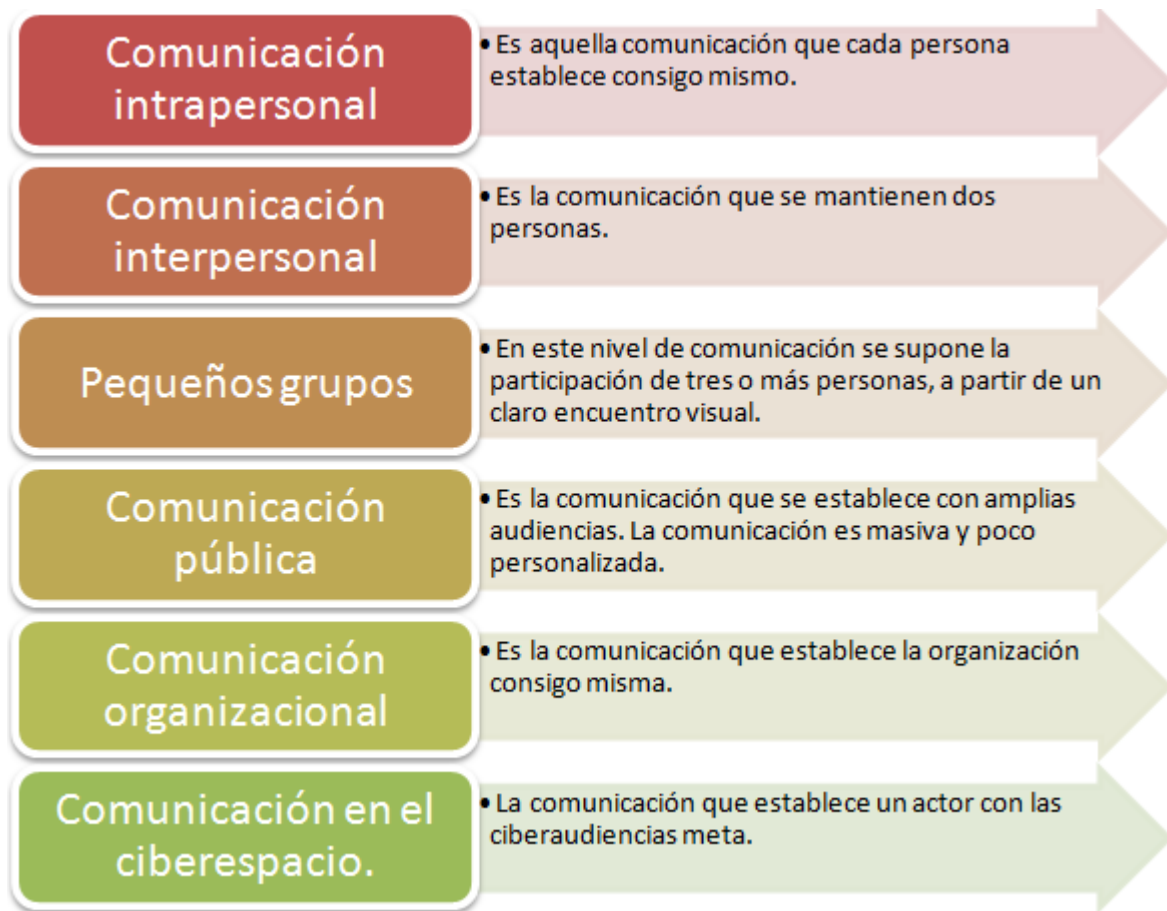 Comunicación
intrapersonal
• Es aquella comunicación que cada persona
establece consigo mismo.
Comunicación
interpersonal
• Es la comunicación que se mantienen dos
personas.
Pequeños grupos
• En este nivel de comunicación se supone la
participación de tres o más personas, a partir de un
claro encuentro visual.
Comunicación
pública
• Es la comunicación que se establece con amplias
audiencias. La comunicación es masiva y poco
personalizada.
Comunicación
organizacional
• Es la comunicación que establece la organización
consigo misma.
Comunicación en el
ciberespacio.
• La comunicación que establece un actor con las
ciberaudiencias meta.